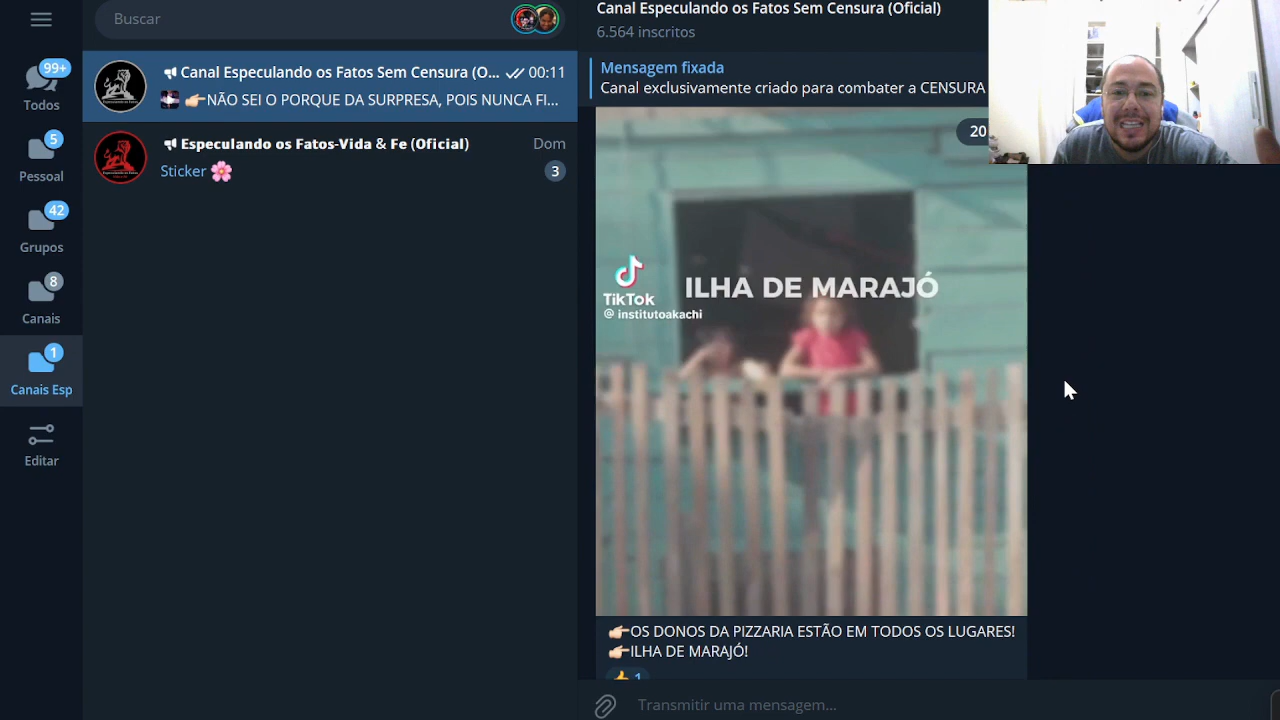 Buscar
99+
Todos
5
Pessoal
42
Grupos
8
Canais
1
Canais Esp
Editar
Canal Especulando os Fatos Sem Censura (O... 00:11
👉NÃO SEI O PORQUE DA SURPRESA, POIS NUNCA FI...
Especulando os Fatos-Vida & Fe (Oficial) Dom
Sticker 🌸 3
Canal Especulando os Fatos Sem Censura (Oficial)
6.564 inscritos
Mensagem fixada
Canal exclusivamente criado para combater a CENSURA
20
ILHA DE MARAJÓ
TikTok
@ institutoakachi
👉OS DONOS DA PIZZARIA ESTÃO EM TODOS OS LUGARES!
👉ILHA DE MARAJÓ!
👍 1
Transmitir uma mensagem...